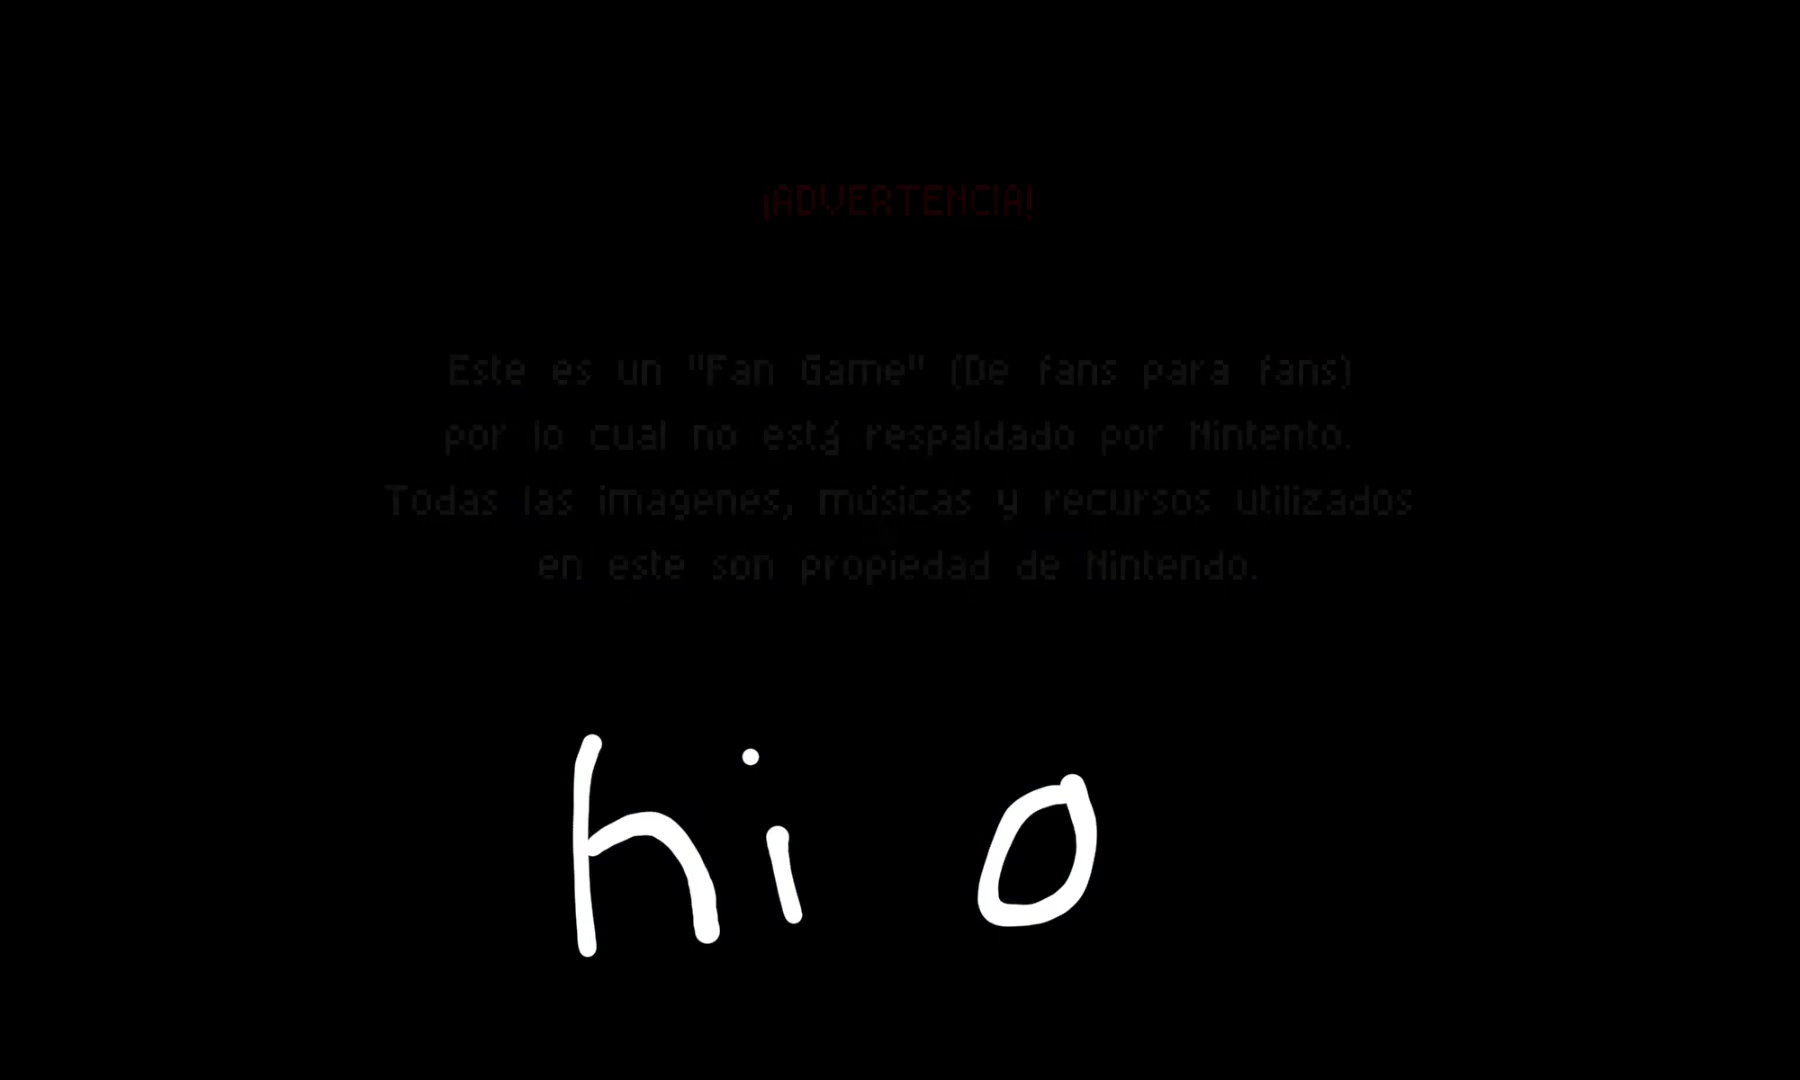 ¡ADVERTENCIA!
Este es un "Fan Game" (De fans para fans)
por lo cual no está respaldado por Nintento.
Todas las imagenes, músicas y recursos utilizados
en este son propiedad de Nintendo.
hi o